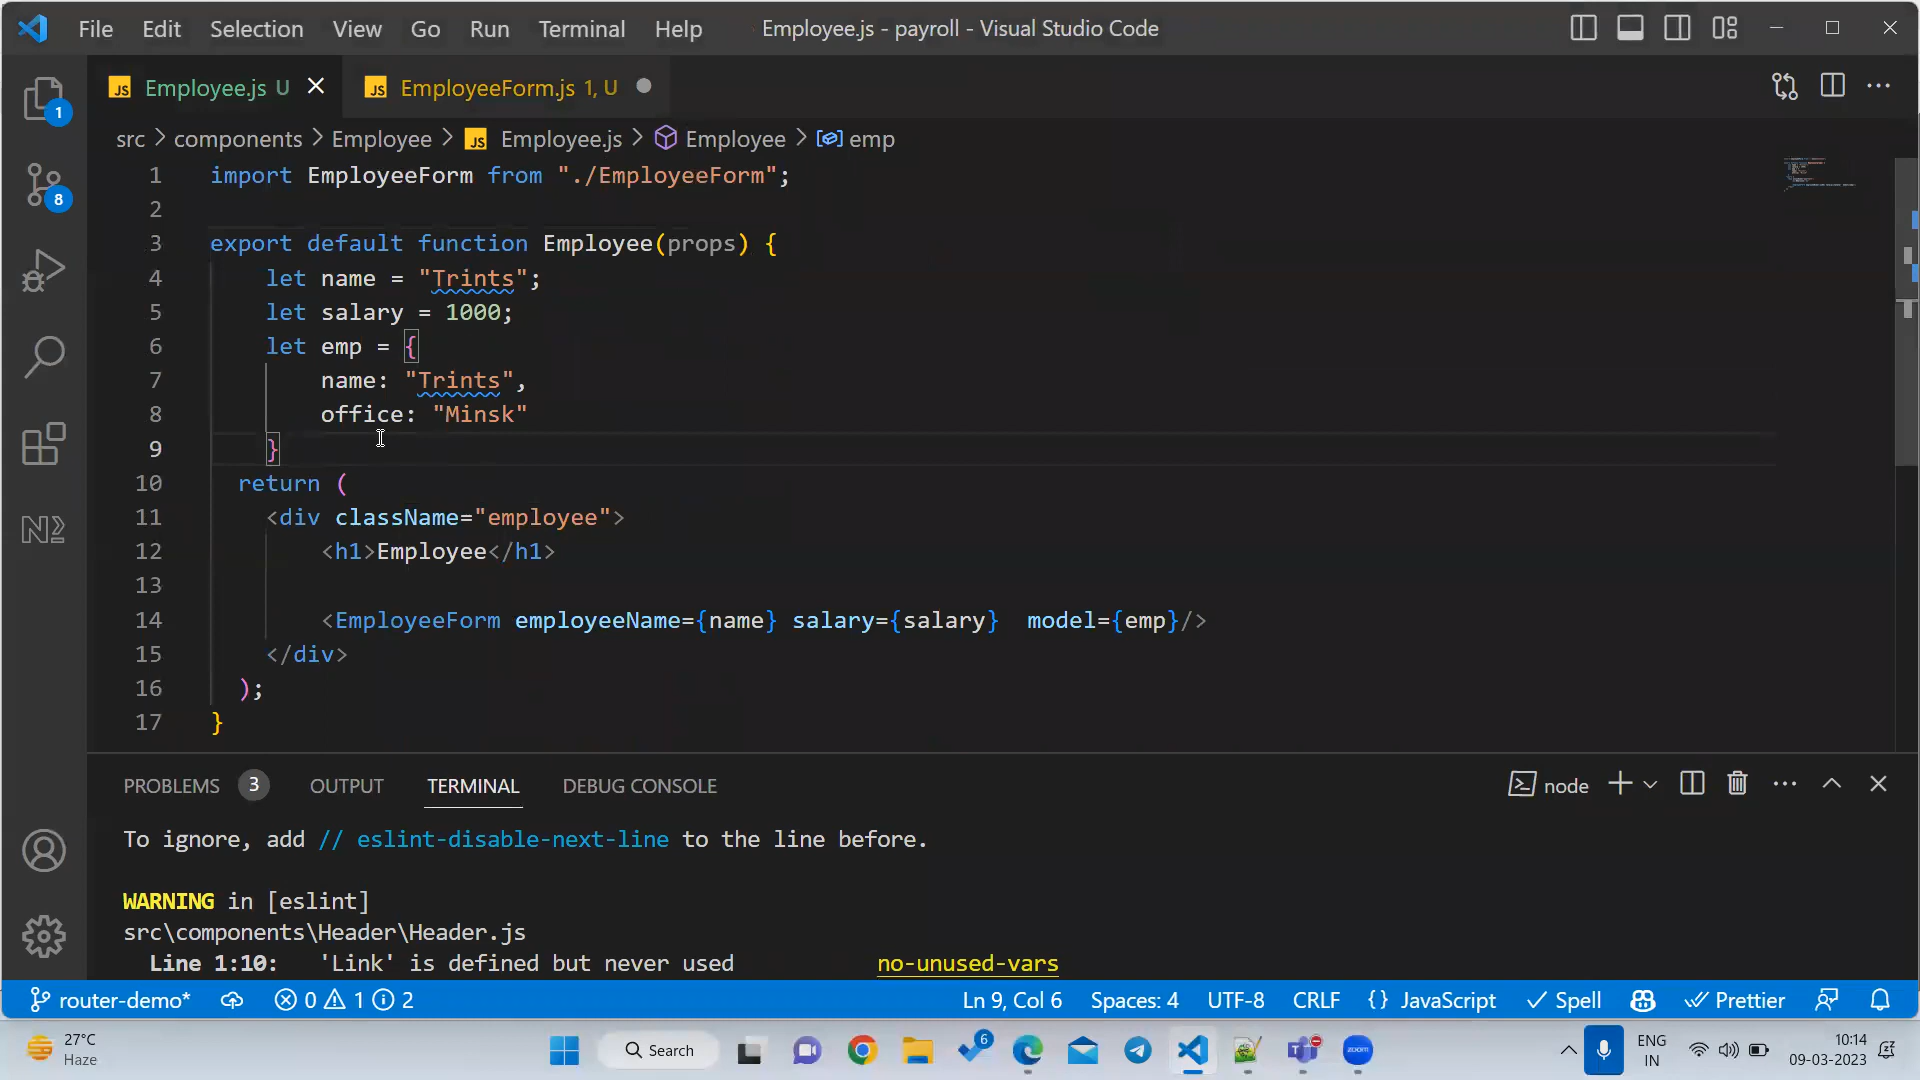 File Edit Selection View Go Run Terminal Help Employee.js - payroll - Visual Studio Code
JS Employee.js U JS EmployeeForm.js 1, U
src > components > Employee > JS Employee.js > Employee > emp
1 import EmployeeForm from "./EmployeeForm";
2
3 export default function Employee(props) {
4 let name = "Trints";
5 let salary = 1000;
6 let emp = {
7 name: "Trints",
8 office: "Minsk"
9 }
10 return (
11 <div className="employee">
12 <h1>Employee</h1>
13
14 <EmployeeForm employeeName={name} salary={salary}  model={emp}/>
15 </div>
16 );
17 }
1
8
PROBLEMS 3 OUTPUT TERMINAL DEBUG CONSOLE node
To ignore, add // eslint-disable-next-line to the line before.
WARNING in [eslint]
src\components\Header\Header.js
Line 1:10: 'Link' is defined but never used no-unused-vars
router-demo* 0 1 2 Ln 9, Col 6 Spaces: 4 UTF-8 CRLF {} JavaScript Spell Prettier
27°C
Haze
Search
6
zoom
ENG
IN
10:14
09-03-2023